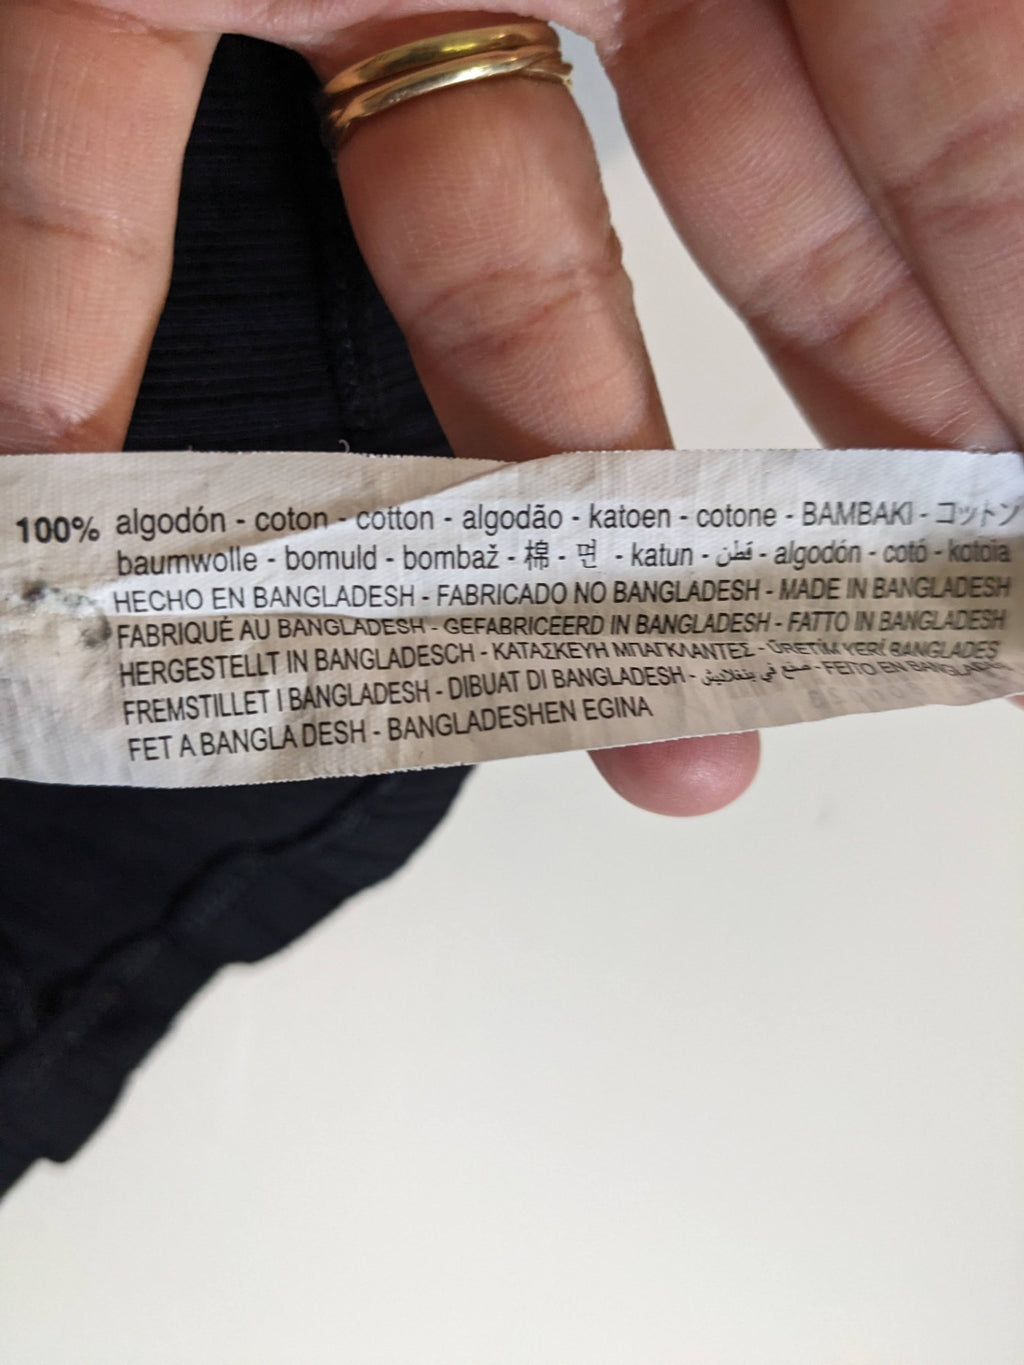 100% algodón - coton - cotton - algodão - katoen - cotone - BAMBAKI - コットン
baumwolle - bomuld - bombaž - 棉 - 면 - katun - قطن - algodón - cotó - kotoia
HECHO EN BANGLADESH - FABRICADO NO BANGLADESH - MADE IN BANGLADESH
FABRIQUÉ AU BANGLADESH - GEFABRICEERD IN BANGLADESH - FATTO IN BANGLADESH
HERGESTELLT IN BANGLADESCH - ΚΑΤΑΣΚΕΥΗ ΜΠΑΓΚΛΑΝΤΕΣ - ÜRETİM YERİ BANGLADES
FREMSTILLET I BANGLADESH - DIBUAT DI BANGLADESH - صنع في بنغلاديش - FEITO EN BANGLADESH
FET A BANGLA DESH - BANGLADESHEN EGINA